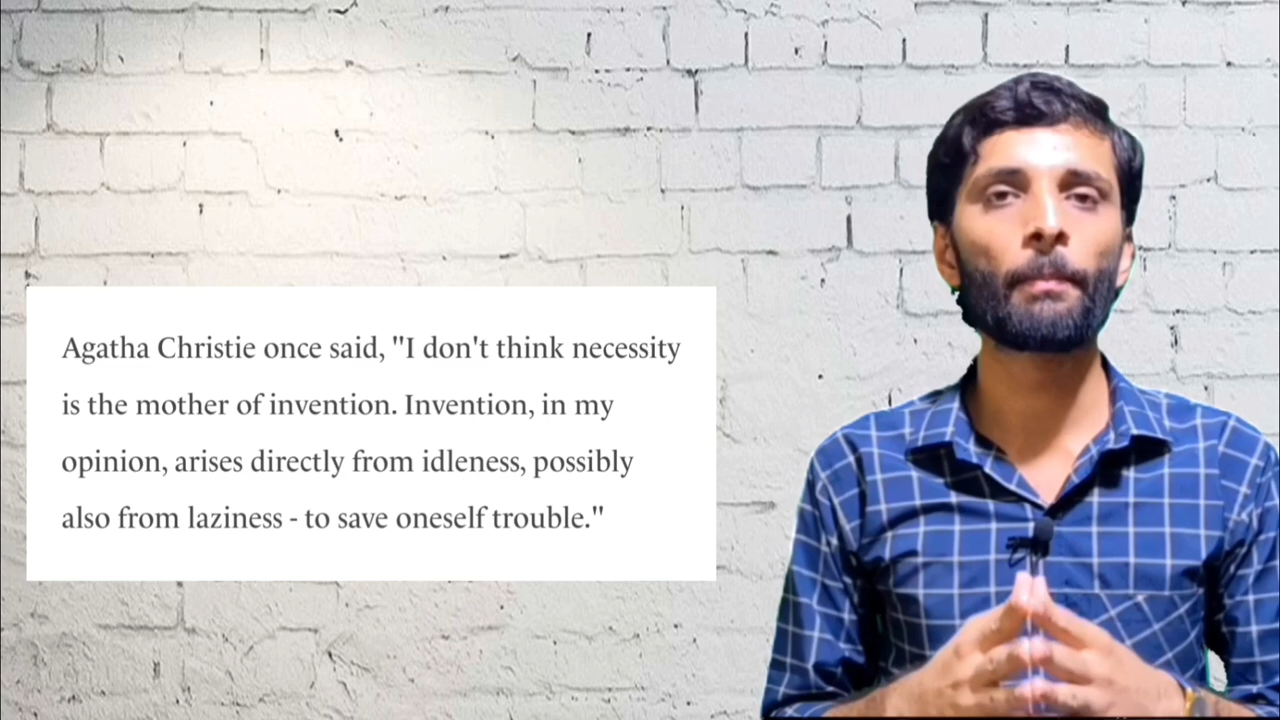 Agatha Christie once said, "I don't think necessity
is the mother of invention. Invention, in my
opinion, arises directly from idleness, possibly
also from laziness - to save oneself trouble."